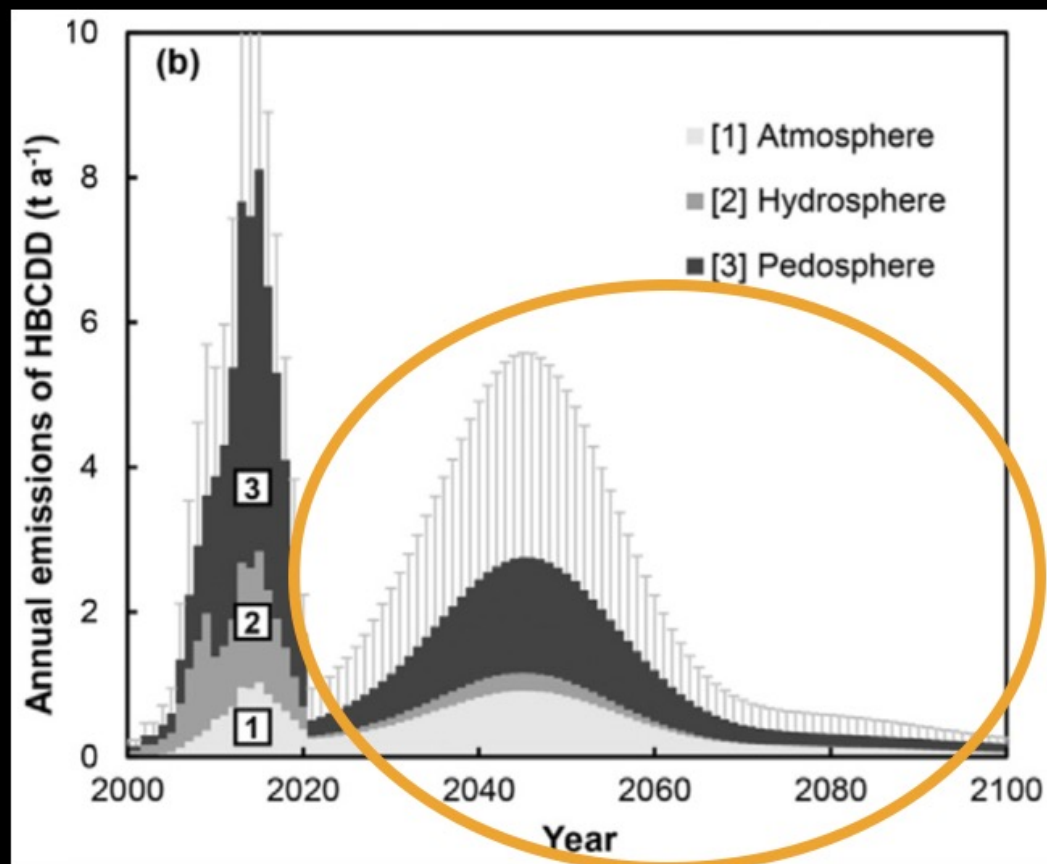 (b)
[1] Atmosphere
[2] Hydrosphere
[3] Pedosphere
Annual emissions of HBCDD (t a⁻¹)
10
8
6
4
2
0
3
2
1
2000 2020 2040 2060 2080 2100
Year